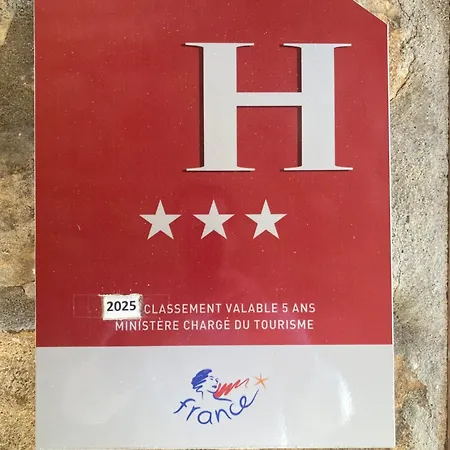 H
2025 CLASSEMENT VALABLE 5 ANS
MINISTÈRE CHARGÉ DU TOURISME
france